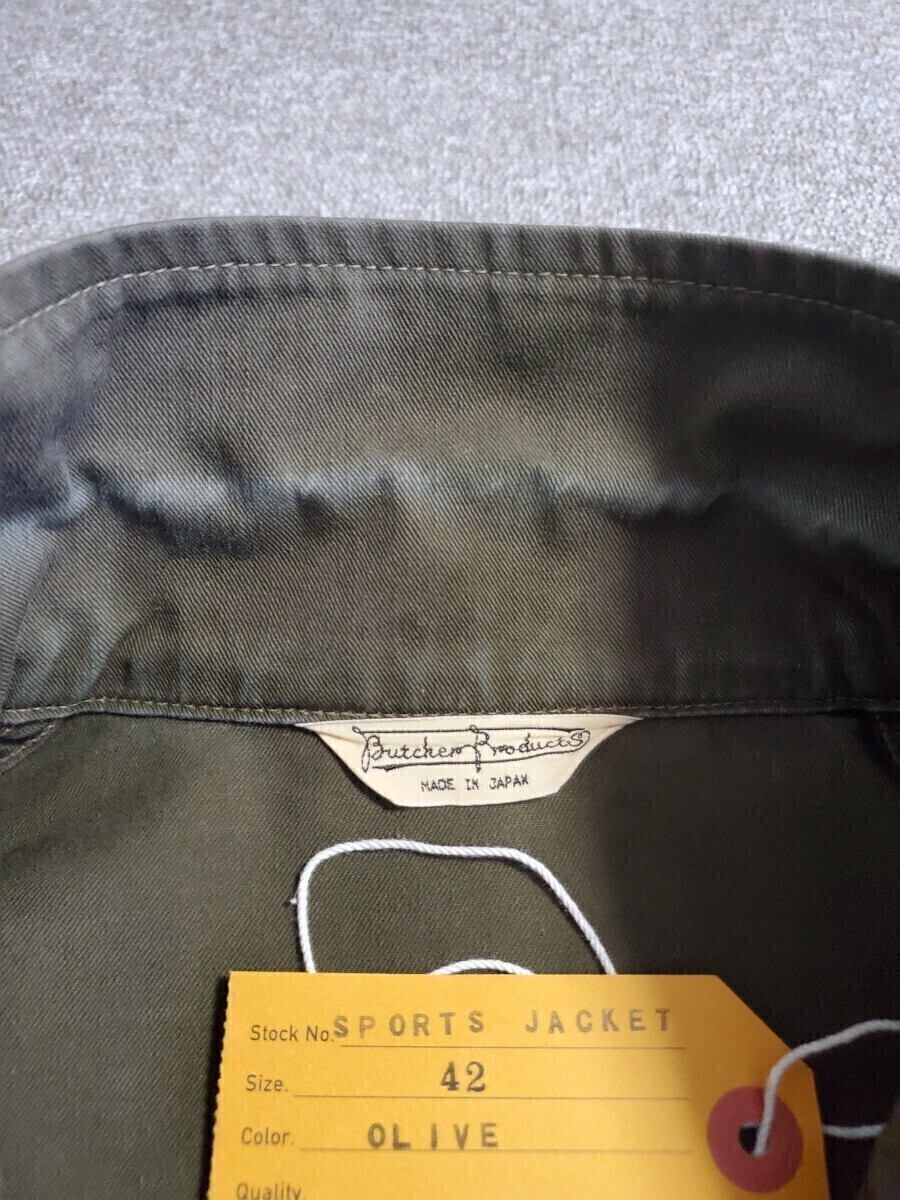 Butcher Products
MADE IN JAPAN
Stock No. SPORTS JACKET
Size. 42
Color. OLIVE
Quality.